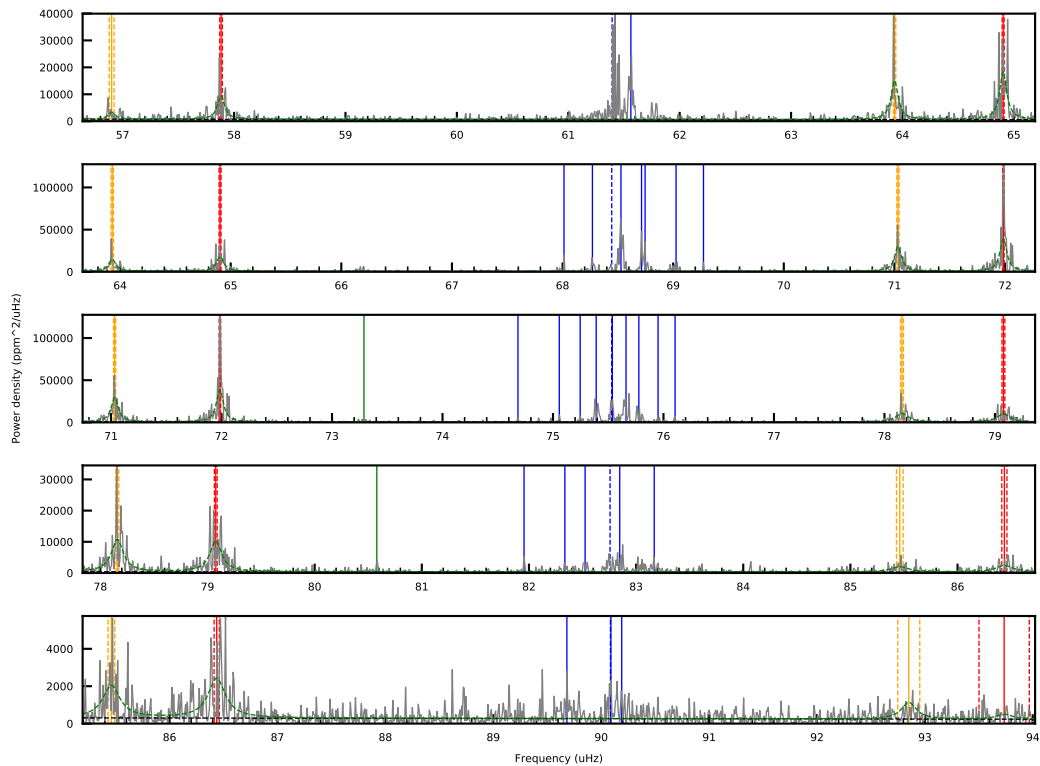 40000
30000
20000
10000
0
57 58 59 60 61 62 63 64 65
100000
50000
0
64 65 66 67 68 69 70 71 72
100000
50000
0
71 72 73 74 75 76 77 78 79
Power density (ppm^2/uHz)
30000
20000
10000
0
78 79 80 81 82 83 84 85 86
4000
2000
0
86 87 88 89 90 91 92 93 94
Frequency (uHz)